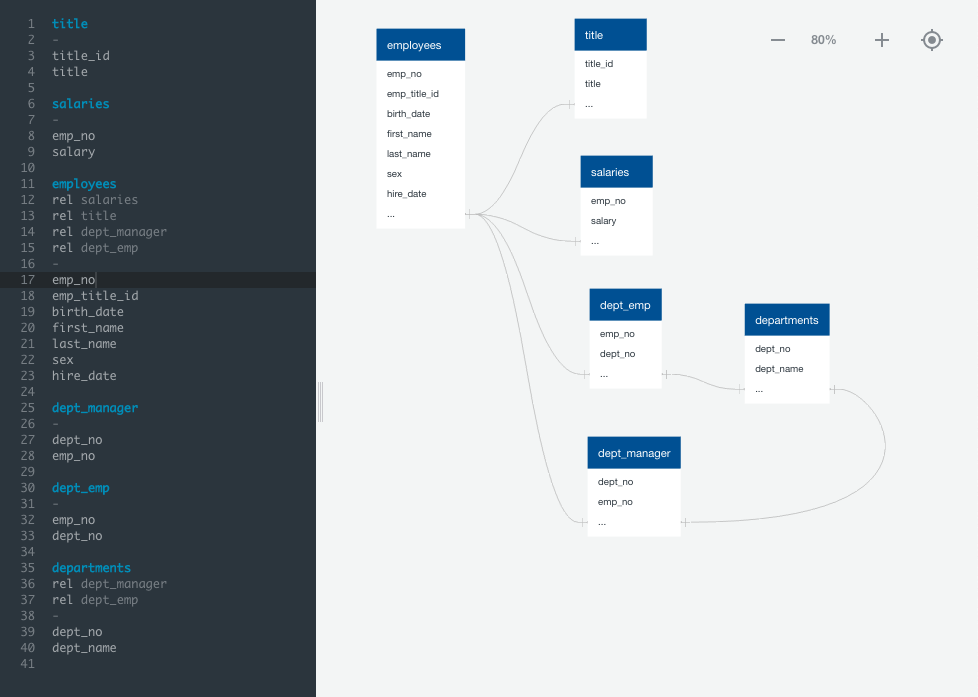 1 title
2 -
3 title_id
4 title
5
6 salaries
7 -
8 emp_no
9 salary
10
11 employees
12 rel salaries
13 rel title
14 rel dept_manager
15 rel dept_emp
16 -
17 emp_no
18 emp_title_id
19 birth_date
20 first_name
21 last_name
22 sex
23 hire_date
24
25 dept_manager
26 -
27 dept_no
28 emp_no
29
30 dept_emp
31 -
32 emp_no
33 dept_no
34
35 departments
36 rel dept_manager
37 rel dept_emp
38 -
39 dept_no
40 dept_name
41
employees
emp_no
emp_title_id
birth_date
first_name
last_name
sex
hire_date
...
title
title_id
title
...
80%
salaries
emp_no
salary
...
dept_emp
emp_no
dept_no
...
departments
dept_no
dept_name
...
dept_manager
dept_no
emp_no
...